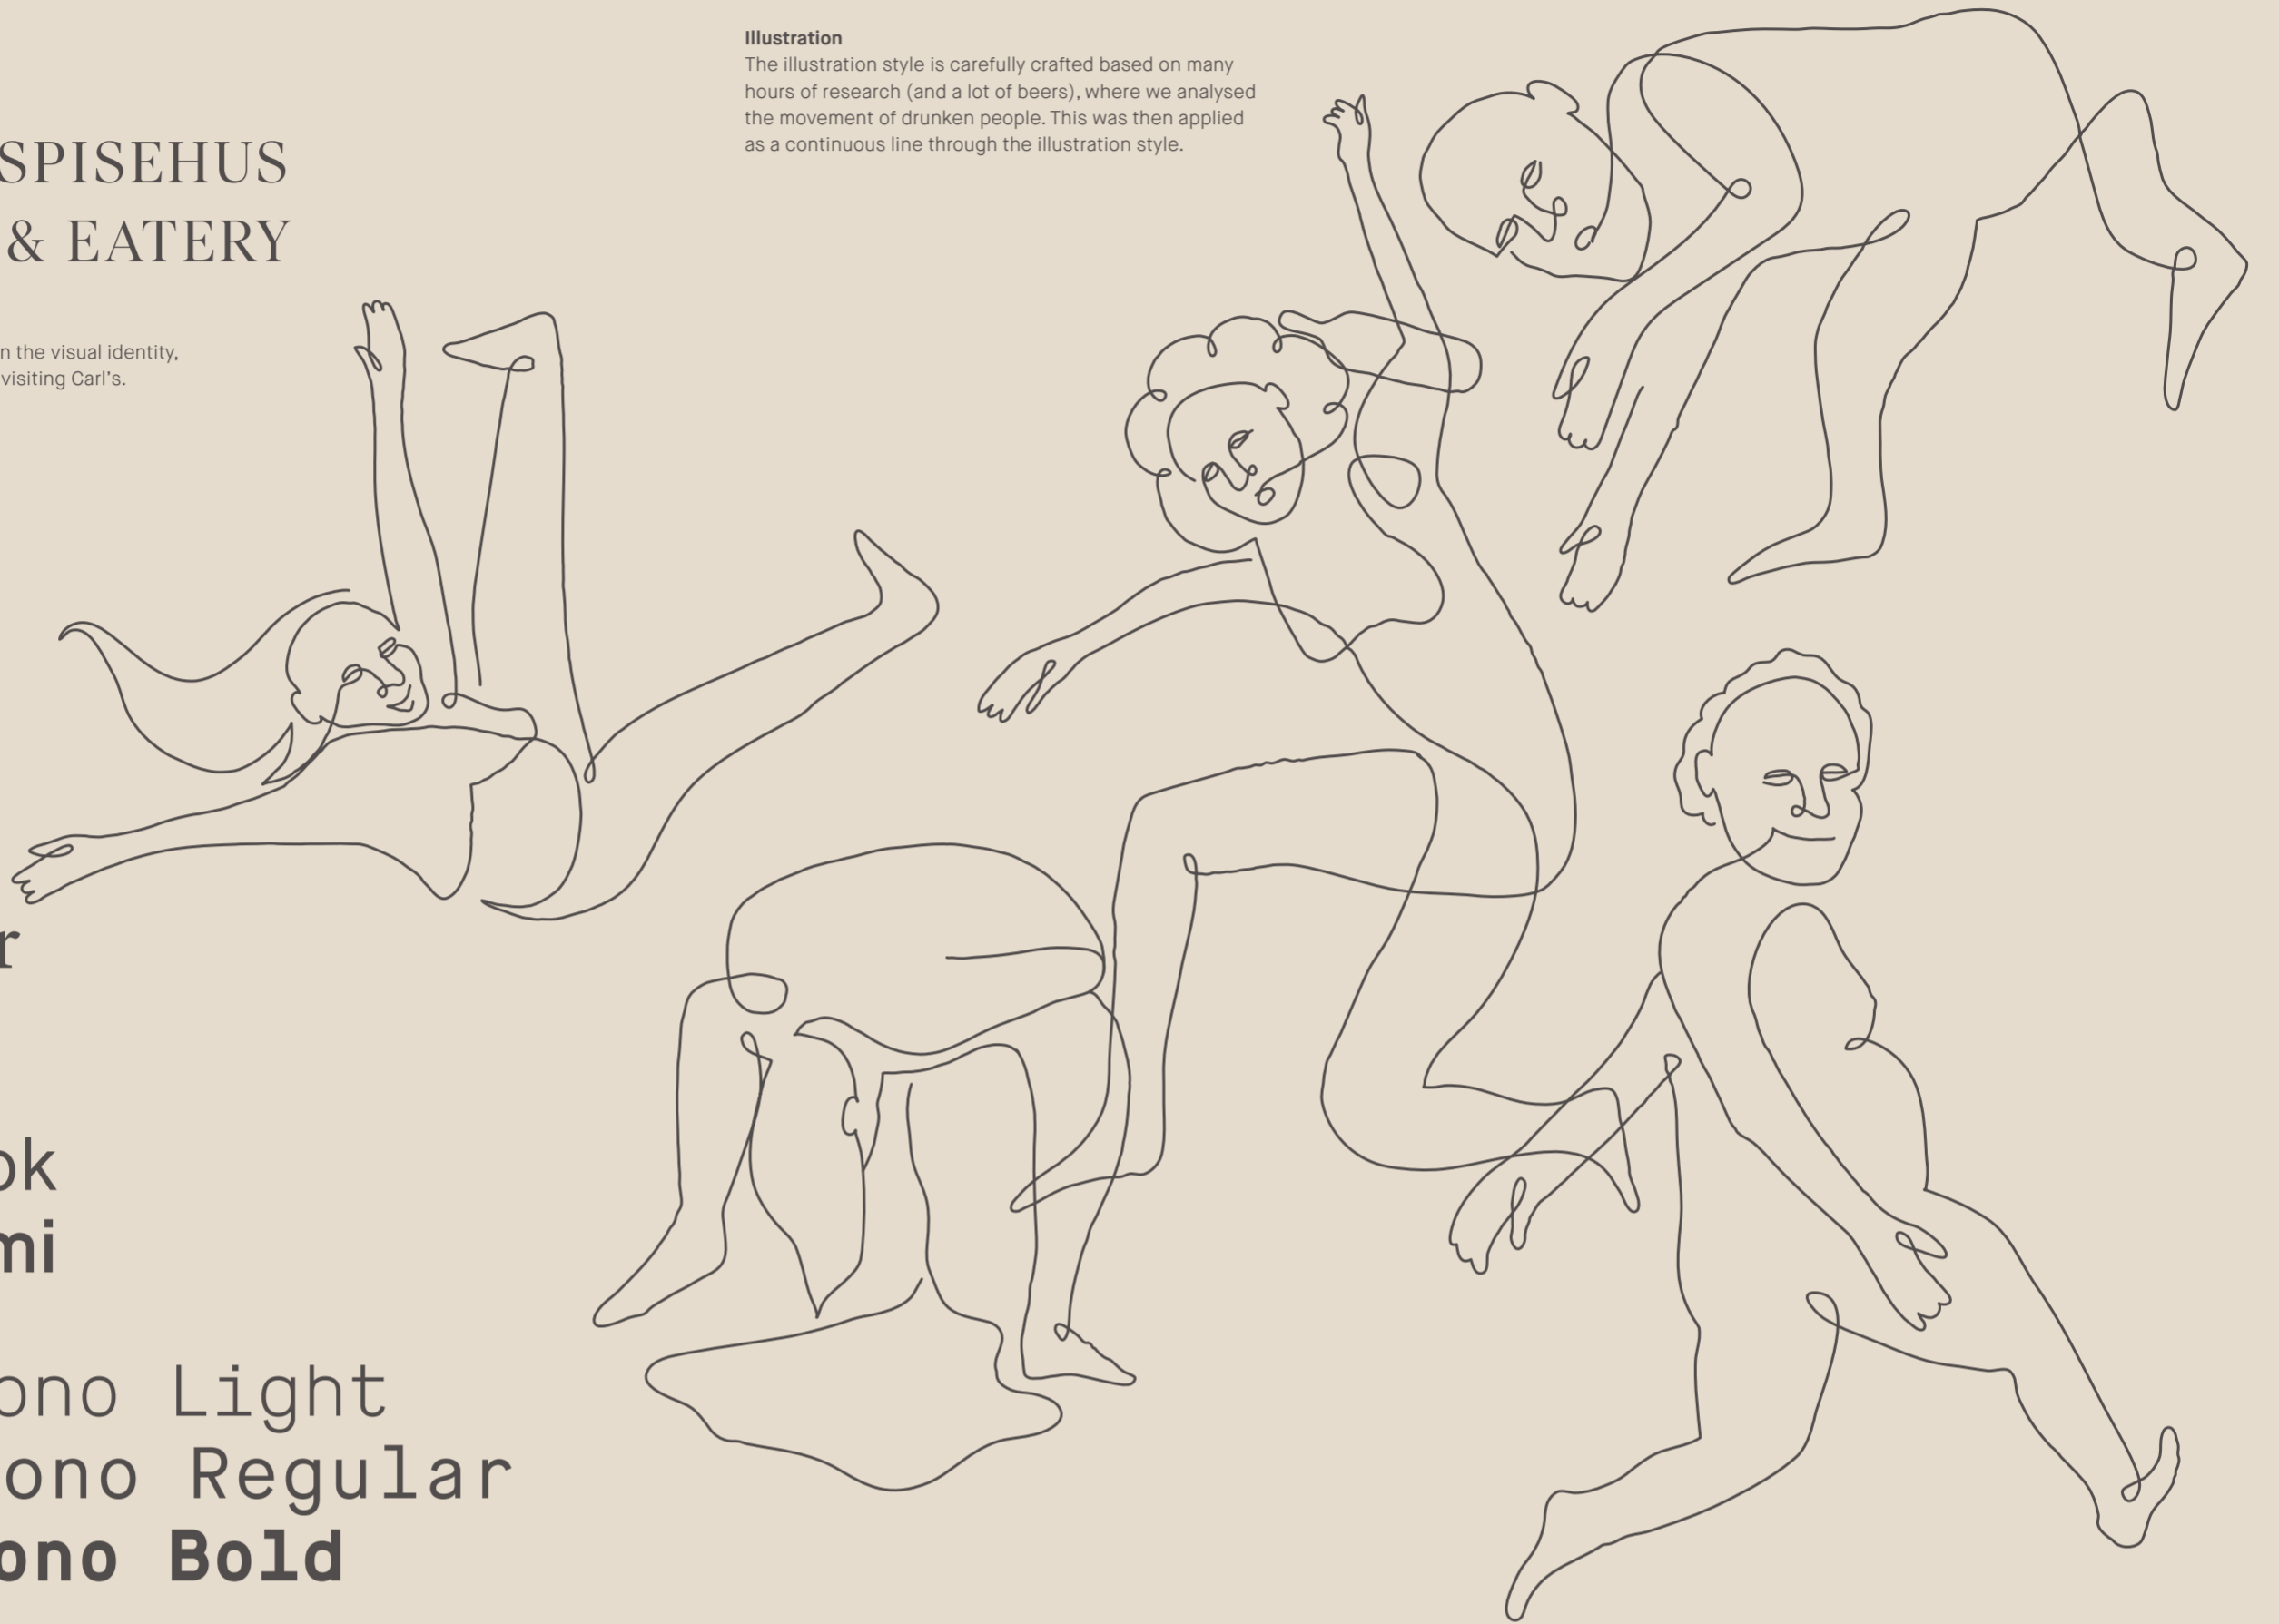 SPISEHUS
& EATERY
n the visual identity,
visiting Carl's.
Illustration
The illustration style is carefully crafted based on many
hours of research (and a lot of beers), where we analysed
the movement of drunken people. This was then applied
as a continuous line through the illustration style.
r
ok
mi
ono Light
ono Regular
ono Bold